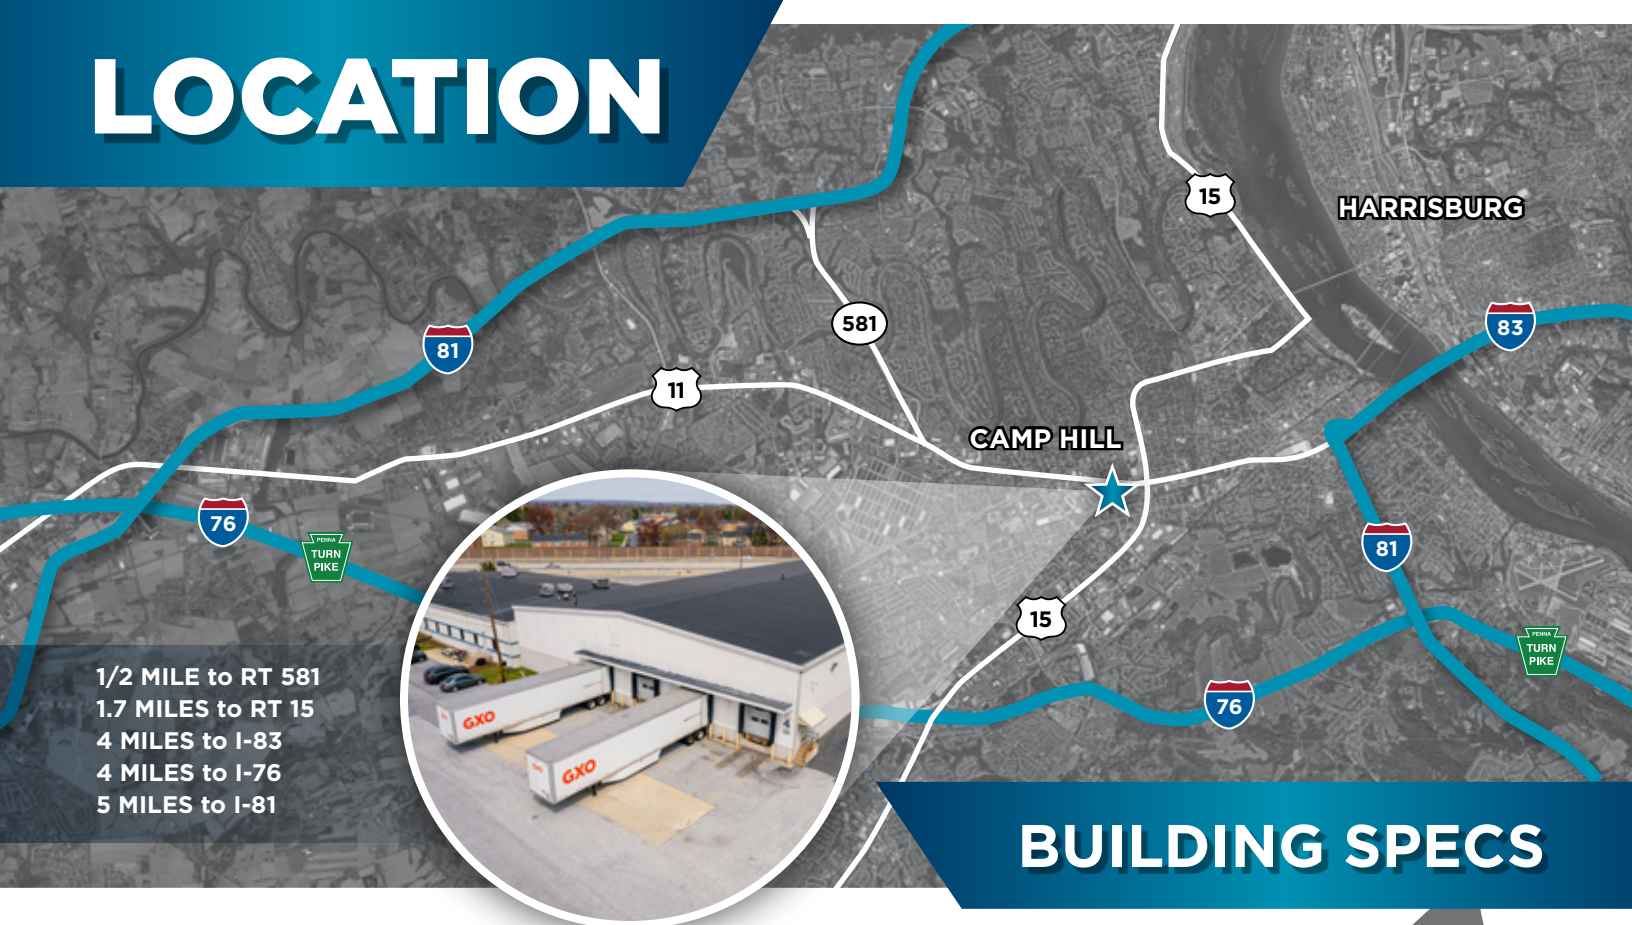 LOCATION
15
HARRISBURG
83
581
81
11
CAMP HILL
76
PENNA
TURN
PIKE
81
15
PENNA
TURN
PIKE
76
1/2 MILE to RT 581
1.7 MILES to RT 15
4 MILES to I-83
4 MILES to I-76
5 MILES to I-81
GXO
GXO
4
BUILDING SPECS